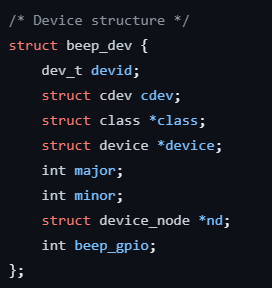 /* Device structure */
struct beep_dev {
    dev_t devid;
    struct cdev cdev;
    struct class *class;
    struct device *device;
    int major;
    int minor;
    struct device_node *nd;
    int beep_gpio;
};